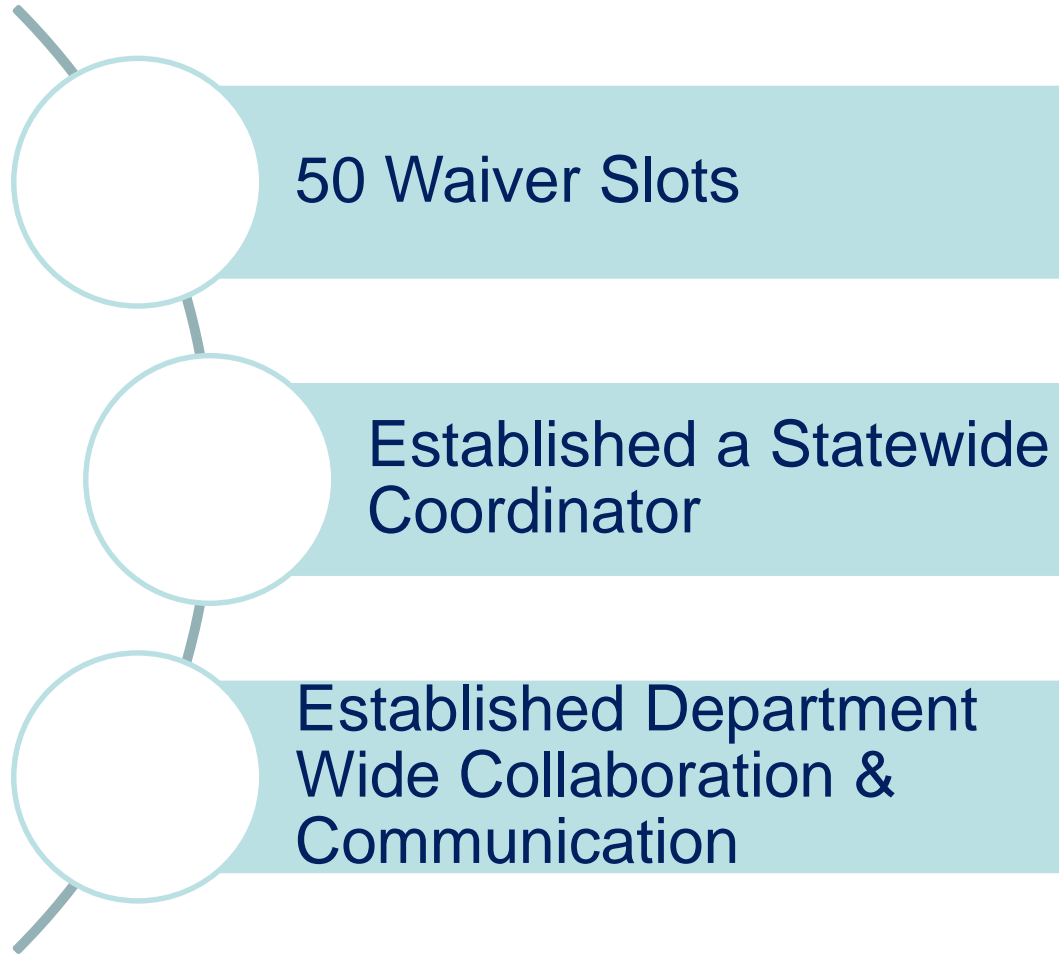 50 Waiver Slots
Established a Statewide
Coordinator
Established Department
Wide Collaboration &
Communication